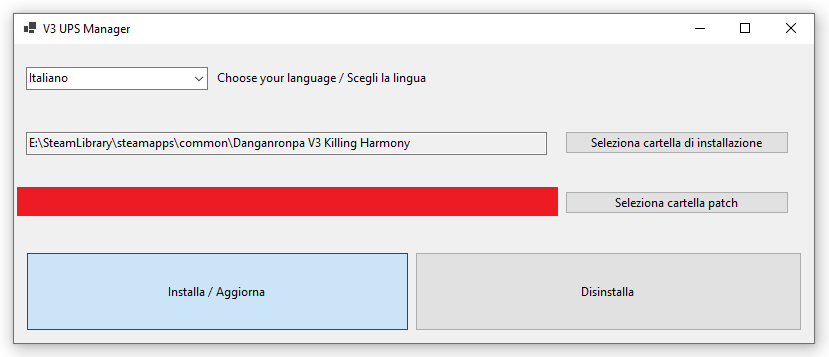 V3 UPS Manager
Italiano
Choose your language / Scegli la lingua
E:\SteamLibrary\steamapps\common\Danganronpa V3 Killing Harmony
Seleziona cartella di installazione
Seleziona cartella patch
Installa / Aggiorna
Disinstalla